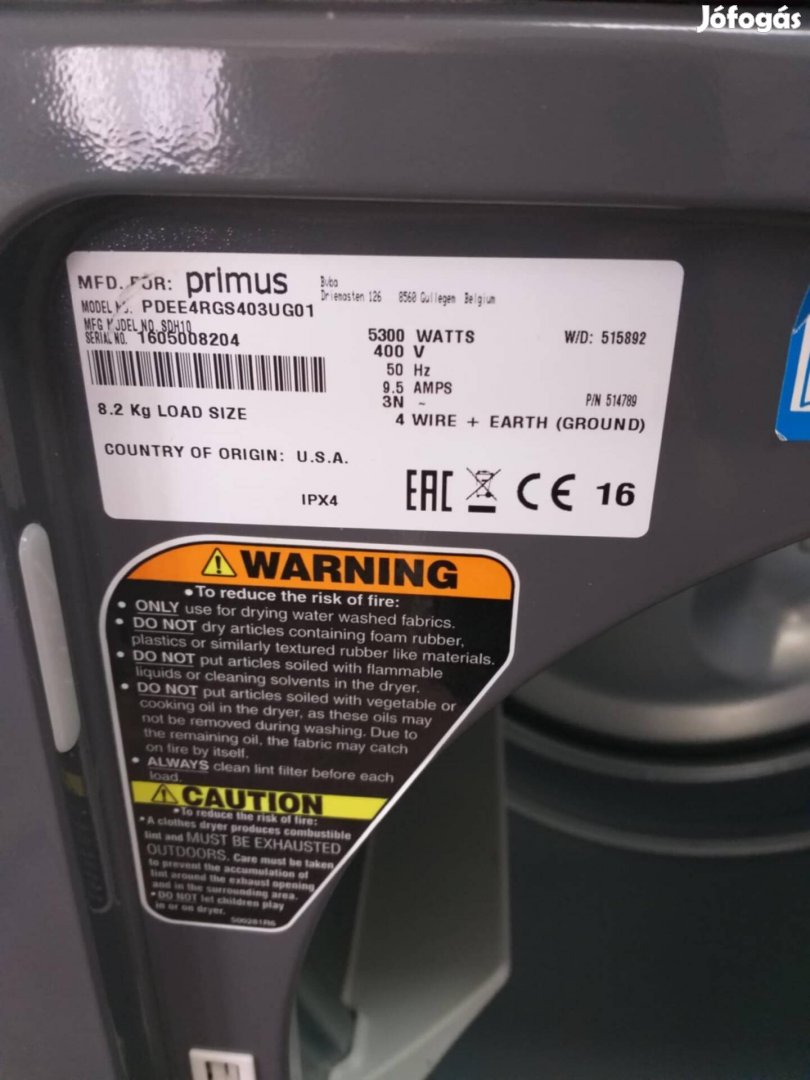 Jófogás
MFD. FOR: primus
Driemasten 126 8560 Gullegem Belgium
MODEL NO. PDEE4RGS403UG01
MFG MODEL NO. SDH10
SERIAL NO. 1605008204
8.2 Kg LOAD SIZE
COUNTRY OF ORIGIN: U.S.A.
5300 WATTS
400 V
50 Hz
9.5 AMPS
3N ~
4 WIRE + EARTH (GROUND)
W/D: 515892
P/N 514789
IPX4
EAC CE 16
WARNING
•To reduce the risk of fire:
• ONLY use for drying water washed fabrics.
• DO NOT dry articles containing foam rubber,
plastics or similarly textured rubber like materials.
• DO NOT put articles soiled with flammable
liquids or cleaning solvents in the dryer.
• DO NOT put articles soiled with vegetable or
cooking oil in the dryer, as these oils may
not be removed during washing. Due to
the remaining oil, the fabric may catch
on fire by itself.
• ALWAYS clean lint filter before each
load.
CAUTION
•To reduce the risk of fire:
•A clothes dryer produces combustible
lint and MUST BE EXHAUSTED
OUTDOORS. Care must be taken
to prevent the accumulation of
lint around the exhaust opening
and in the surrounding area.
•DO NOT let children play
in or on dryer.